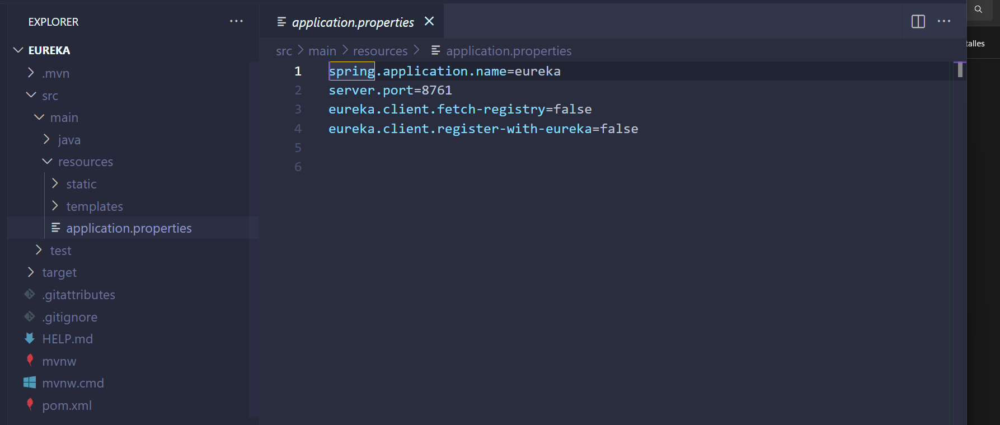 EXPLORER
EUREKA
.mvn
src
main
java
resources
static
templates
application.properties
test
target
.gitattributes
.gitignore
HELP.md
mvnw
mvnw.cmd
pom.xml
application.properties
src > main > resources > application.properties
1 spring.application.name=eureka
2 server.port=8761
3 eureka.client.fetch-registry=false
4 eureka.client.register-with-eureka=false
5
6
talles